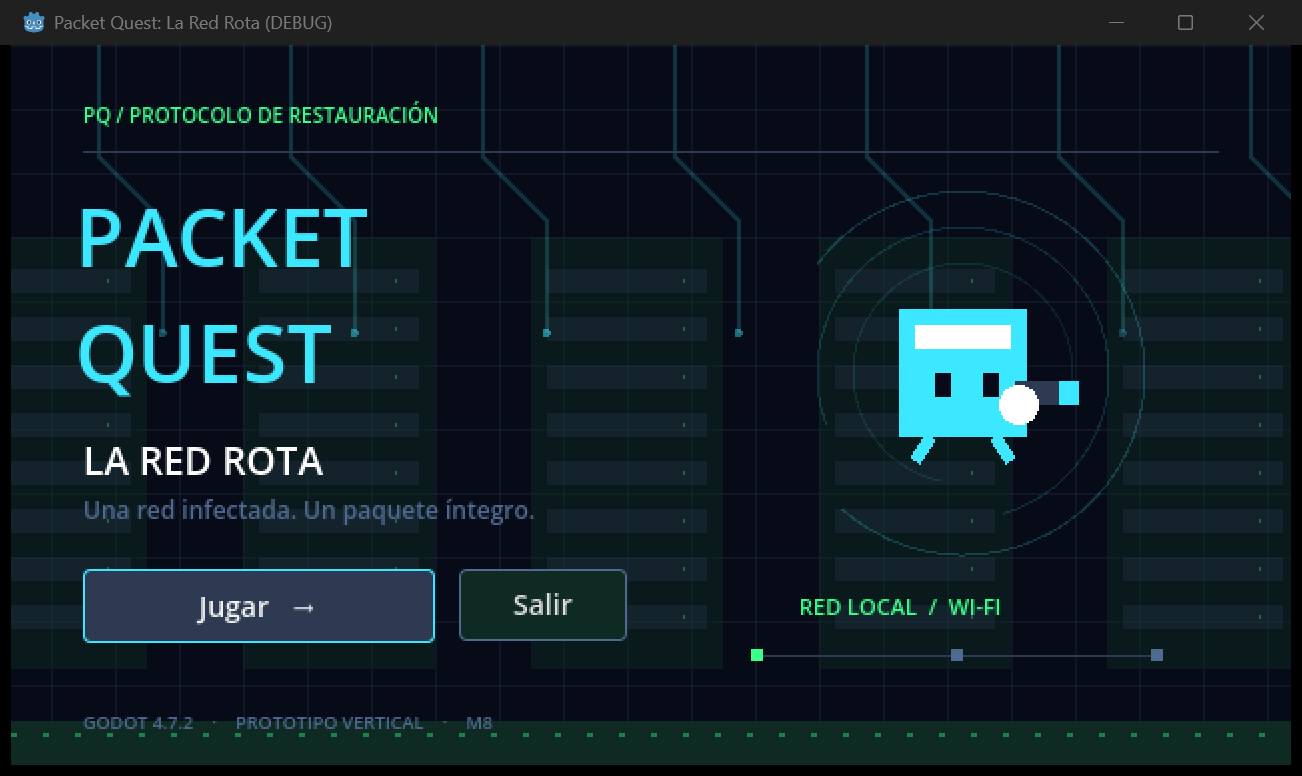 Packet Quest: La Red Rota (DEBUG)
PQ / PROTOCOLO DE RESTAURACIÓN
PACKET
QUEST
LA RED ROTA
Una red infectada. Un paquete íntegro.
Jugar →
Salir
RED LOCAL / WI-FI
GODOT 4.7.2 · PROTOTIPO VERTICAL · M8